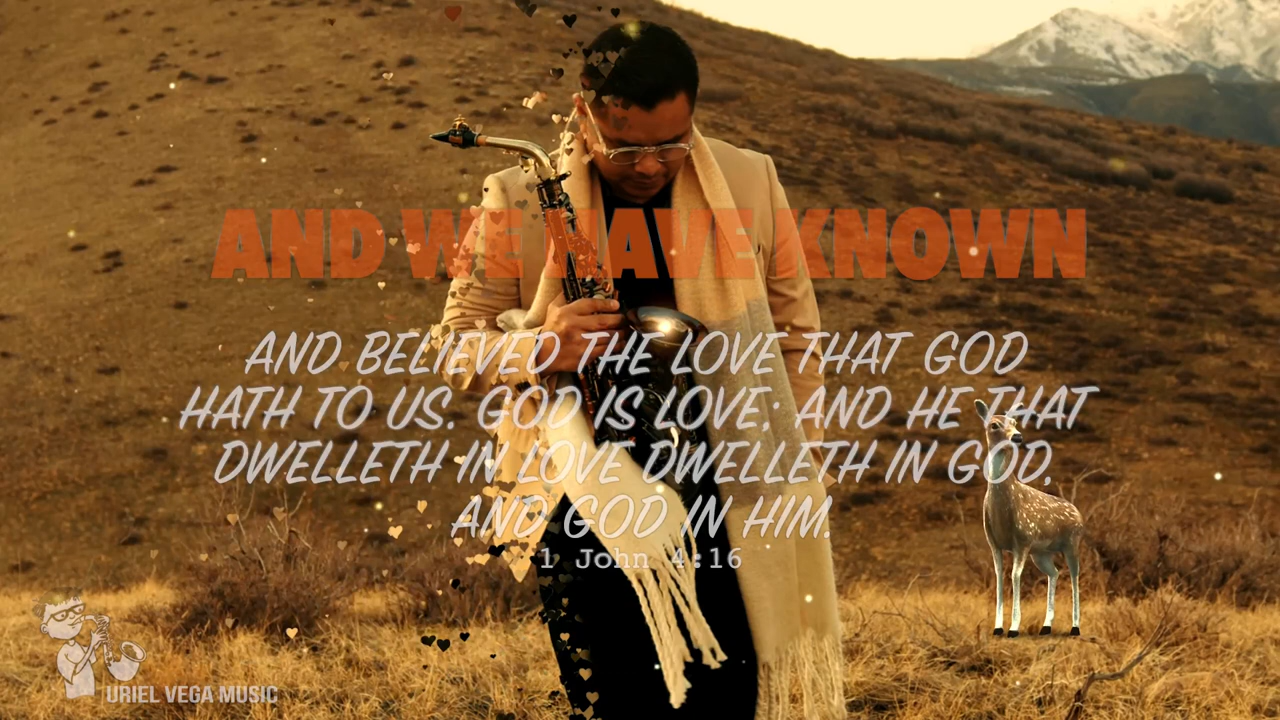 AND WE HAVE KNOWN
AND BELIEVED THE LOVE THAT GOD
HATH TO US. GOD IS LOVE; AND HE THAT
DWELLETH IN LOVE DWELLETH IN GOD,
AND GOD IN HIM.
1 John 4:16
URIEL VEGA MUSIC